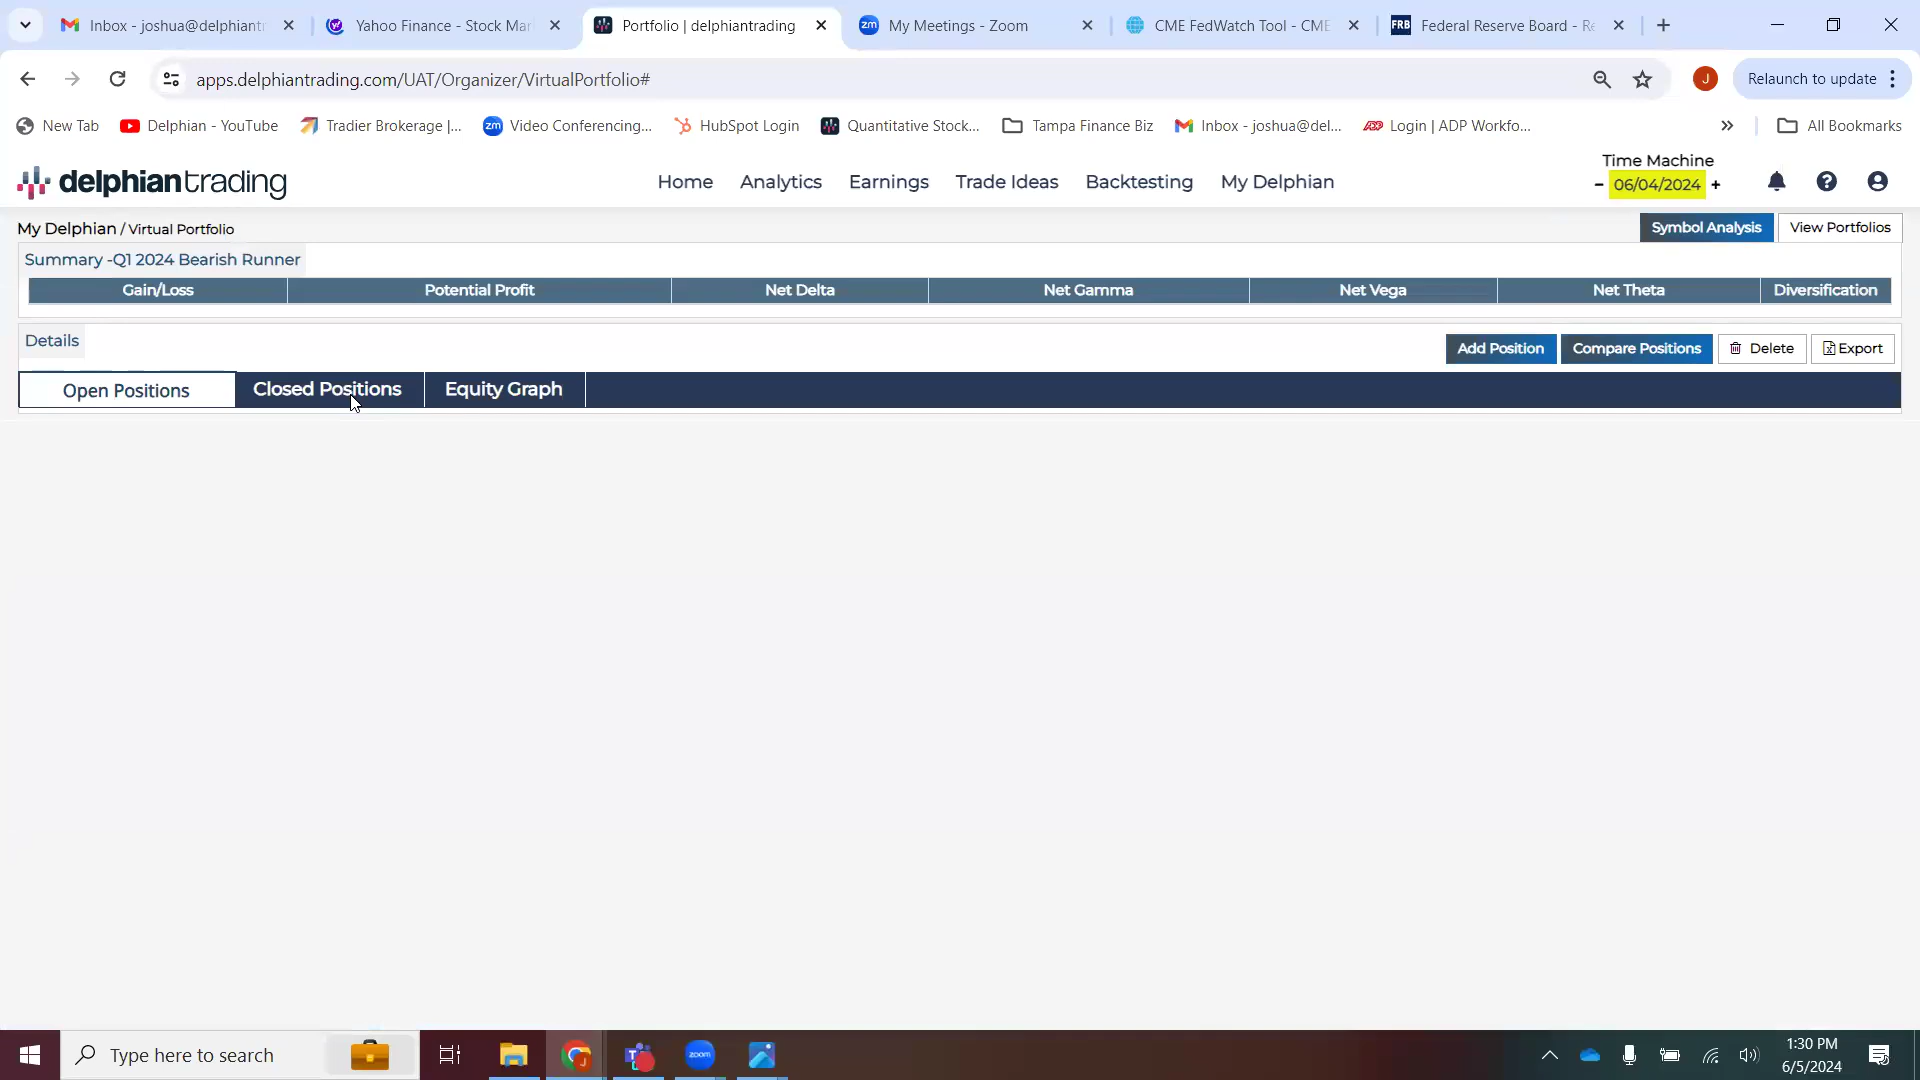 Inbox - joshua@delphiant
Yahoo Finance - Stock Mar
Portfolio | delphiantrading
My Meetings - Zoom
CME FedWatch Tool - CME
Federal Reserve Board - Re
apps.delphiantrading.com/UAT/Organizer/VirtualPortfolio#
J
Relaunch to update
New Tab
Delphian - YouTube
Tradier Brokerage |...
zm Video Conferencing...
HubSpot Login
Quantitative Stock...
Tampa Finance Biz
Inbox - joshua@del...
Login | ADP Workfo...
»
All Bookmarks
delphiantrading
Home
Analytics
Earnings
Trade Ideas
Backtesting
My Delphian
Time Machine
- 06/04/2024 +
My Delphian / Virtual Portfolio
Symbol Analysis
View Portfolios
Summary -Q1 2024 Bearish Runner
Gain/Loss
Potential Profit
Net Delta
Net Gamma
Net Vega
Net Theta
Diversification
Details
Add Position
Compare Positions
Delete
Export
Open Positions
Closed Positions
Equity Graph
Type here to search
zoom
1:30 PM
6/5/2024